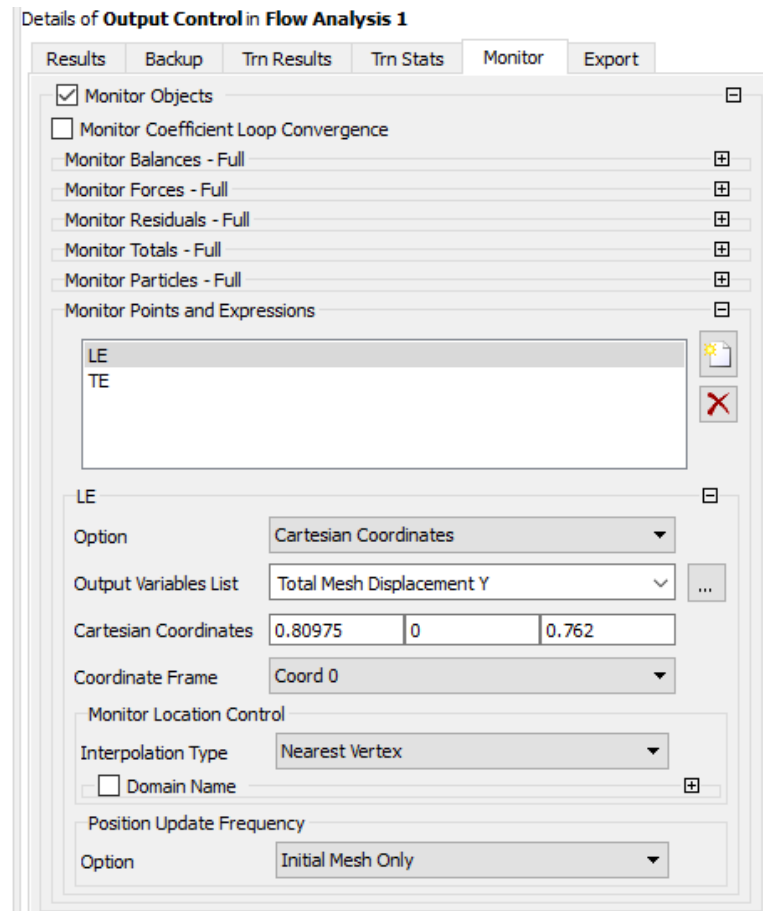 Details of Output Control in Flow Analysis 1
Results Backup Trn Results Trn Stats Monitor Export
Monitor Objects
Monitor Coefficient Loop Convergence
Monitor Balances - Full
Monitor Forces - Full
Monitor Residuals - Full
Monitor Totals - Full
Monitor Particles - Full
Monitor Points and Expressions
LE
TE
LE
Option Cartesian Coordinates
Output Variables List Total Mesh Displacement Y ...
Cartesian Coordinates 0.80975 0 0.762
Coordinate Frame Coord 0
Monitor Location Control
Interpolation Type Nearest Vertex
Domain Name
Position Update Frequency
Option Initial Mesh Only